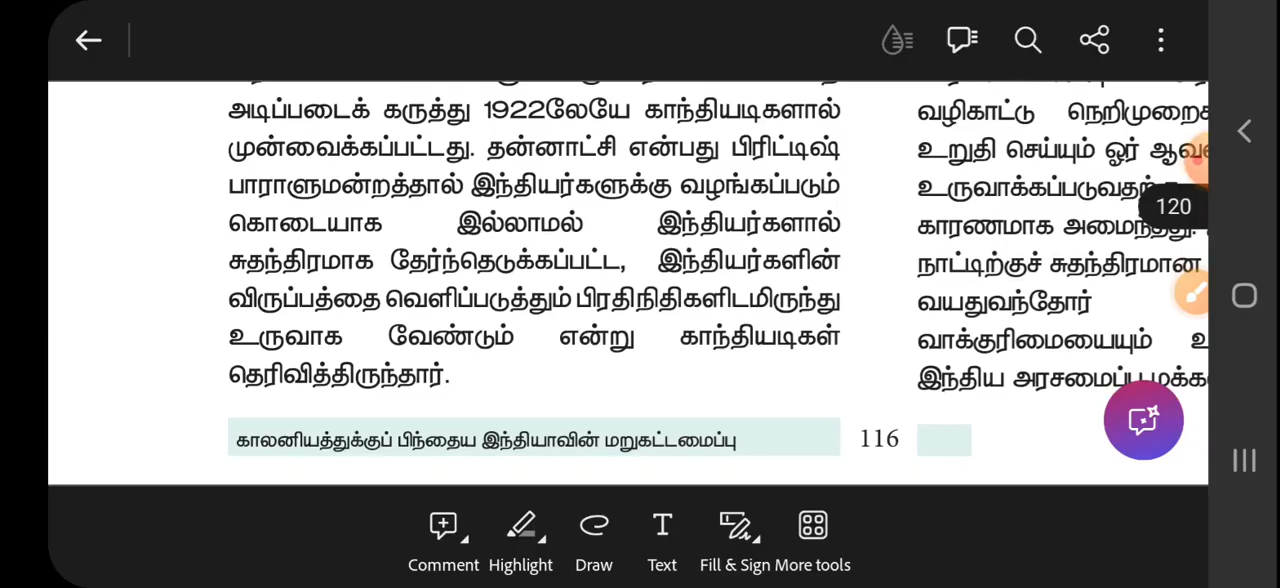 அடிப்படைக் கருத்து 1922லேயே காந்தியடிகளால்
முன்வைக்கப்பட்டது. தன்னாட்சி என்பது பிரிட்டிஷ்
பாராளுமன்றத்தால் இந்தியர்களுக்கு வழங்கப்படும்
கொடையாக இல்லாமல் இந்தியர்களால்
சுதந்திரமாக தேர்ந்தெடுக்கப்பட்ட, இந்தியர்களின்
விருப்பத்தை வெளிப்படுத்தும் பிரதிநிதிகளிடமிருந்து
உருவாக வேண்டும் என்று காந்தியடிகள்
தெரிவித்திருந்தார்.
காலனியத்துக்குப் பிந்தைய இந்தியாவின் மறுகட்டமைப்பு 116
வழிகாட்டு
உறுதி செய்யும் ஓர்
உருவாக்கப்படுவதற்
காரணமாக அமைந்தது.
நாட்டிற்குச் சுதந்திரமான
வயதுவந்தோர்
வாக்குரிமையையும் உ
இந்திய அரசமைப்பு மக்க
120
Comment Highlight Draw Text Fill & Sign More tools